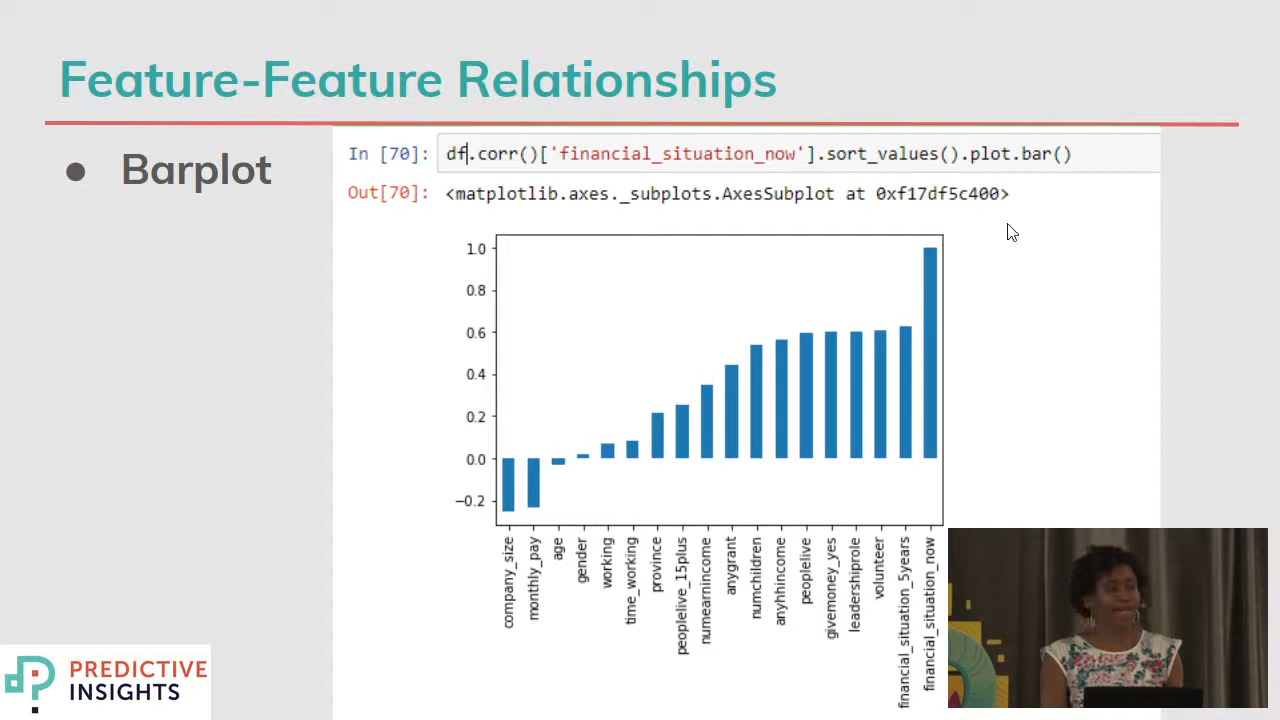 Feature-Feature Relationships
● Barplot
In [70]: df.corr()['financial_situation_now'].sort_values().plot.bar()
Out[70]: <matplotlib.axes._subplots.AxesSubplot at 0xf17df5c400>
1.0
0.8
0.6
0.4
0.2
0.0
−0.2
company_size
monthly_pay
age
gender
working
time_working
province
peoplelive_15plus
numearnincome
anygrant
numchildren
anyhhincome
peoplelive
givemoney_yes
leadershiprole
volunteer
financial_situation_5years
financial_situation_now
PREDICTIVE
INSIGHTS